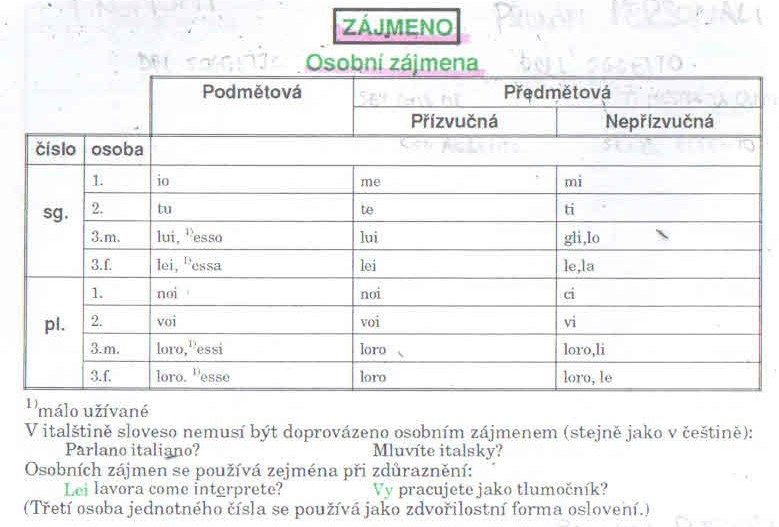 ZÁJMENO
Osobní zájmena
Podmětová Předmětová
Přízvučná Nepřízvučná
číslo osoba
sg. 1. io me mi
2. tu te ti
3.m. lui, ¹⁾esso lui gli,lo
3.f. lei, ¹⁾essa lei le,la
pl. 1. noi noi ci
2. voi voi vi
3.m. loro,¹⁾essi loro loro,li
3.f. loro. ¹⁾esse loro loro, le
¹⁾málo užívané
V italštině sloveso nemusí být doprovázeno osobním zájmenem (stejně jako v češtině):
Parlano italiano? Mluvíte italsky?
Osobních zájmen se používá zejména při zdůraznění:
Lei lavora come interprete? Vy pracujete jako tlumočník?
(Třetí osoba jednotného čísla se používá jako zdvořilostní forma oslovení.)